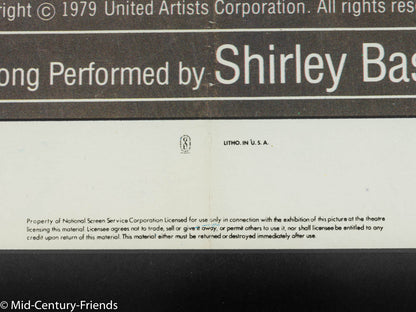 right © 1979 United Artists Corporation. All rights rese
ong Performed by Shirley Bas
LITHO. IN U. S. A.
Property of National Screen Service Corporation Licensed for use only in connection with the exhibition of this picture at the theatre
licensing this material. Licensee agrees not to trade, sell or give it away, or permit others to use it, nor shall licensee be entitled to any
credit upon return of this material. This material either must be returned or destroyed immediately after use.
© Mid-Century-Friends